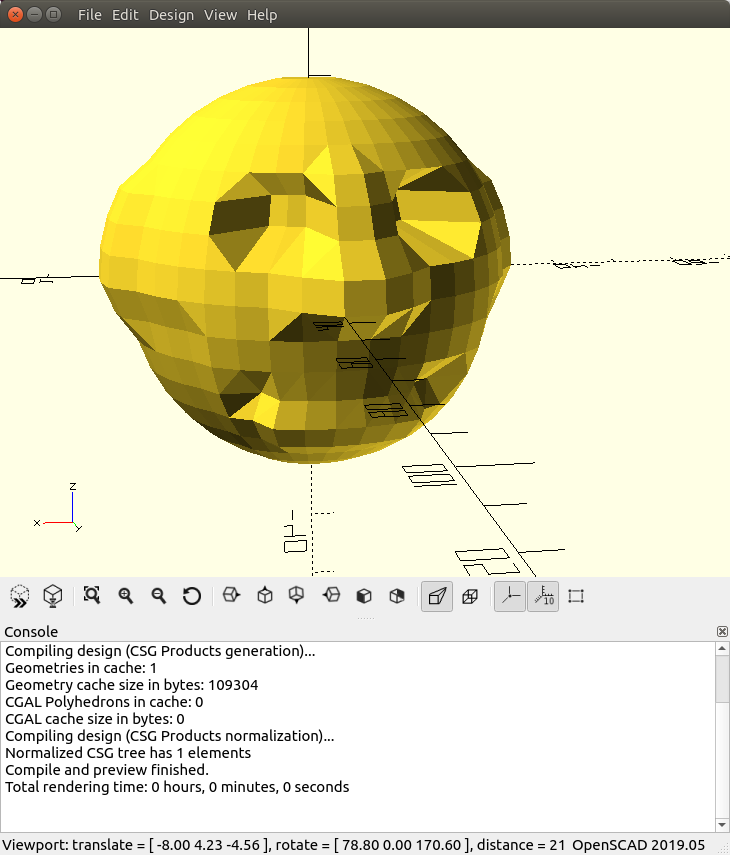 File Edit Design View Help
z
x
y
10
Console
Compiling design (CSG Products generation)...
Geometries in cache: 1
Geometry cache size in bytes: 109304
CGAL Polyhedrons in cache: 0
CGAL cache size in bytes: 0
Compiling design (CSG Products normalization)...
Normalized CSG tree has 1 elements
Compile and preview finished.
Total rendering time: 0 hours, 0 minutes, 0 seconds
Viewport: translate = [ -8.00 4.23 -4.56 ], rotate = [ 78.80 0.00 170.60 ], distance = 21 OpenSCAD 2019.05